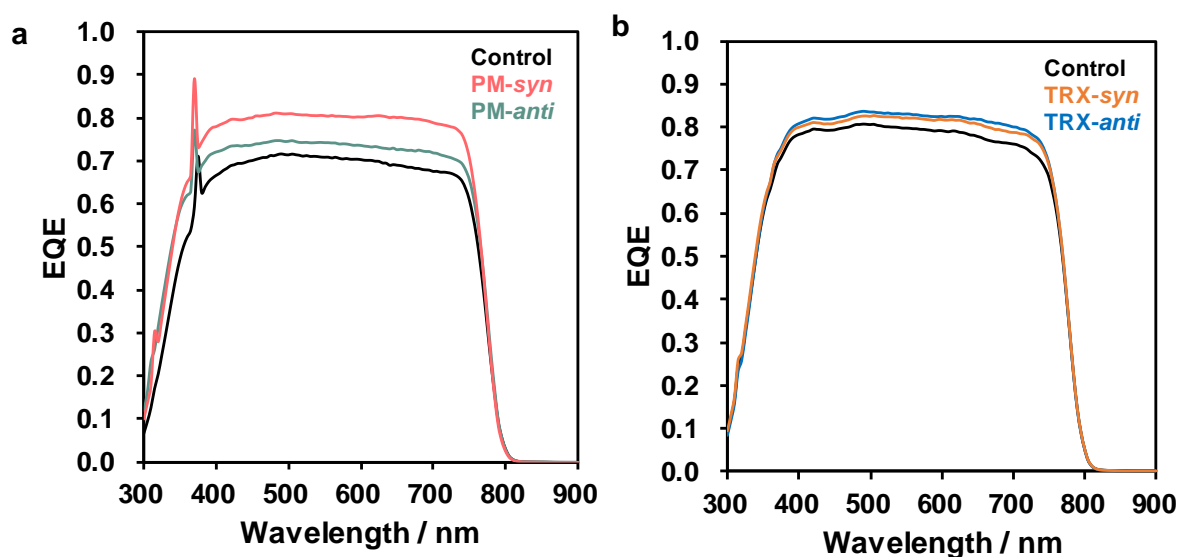 a
1.0
0.9
0.8
0.7
0.6
0.5
0.4
0.3
0.2
0.1
0.0
EQE
300 400 500 600 700 800 900
Wavelength / nm
Control
PM-syn
PM-anti
b
1.0
0.9
0.8
0.7
0.6
0.5
0.4
0.3
0.2
0.1
0.0
EQE
300 400 500 600 700 800 900
Wavelength / nm
Control
TRX-syn
TRX-anti